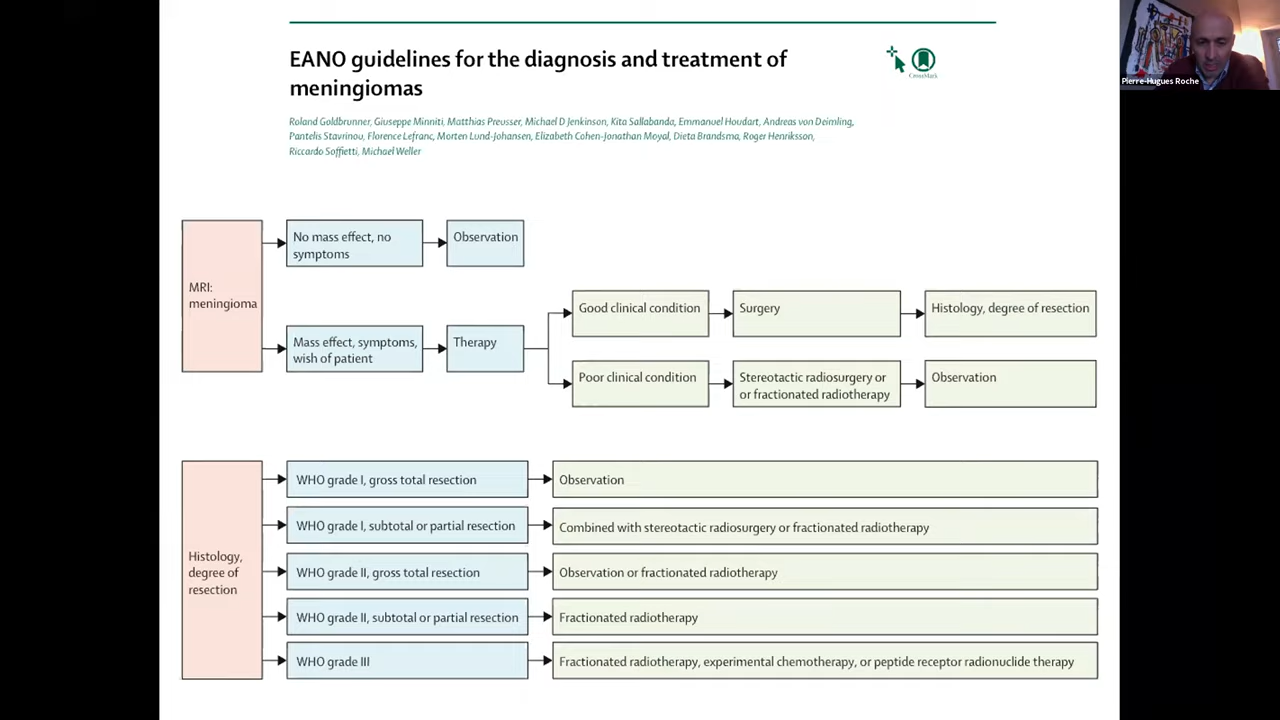 EANO guidelines for the diagnosis and treatment of
meningiomas
CrossMark
Pierre-Hugues Roche
Roland Goldbrunner, Giuseppe Minniti, Matthias Preusser, Michael D Jenkinson, Kita Sallabanda, Emmanuel Houdart, Andreas von Deimling,
Pantelis Stavrinou, Florence Lefranc, Morten Lund-Johansen, Elizabeth Cohen-Jonathan Moyal, Dieta Brandsma, Roger Henriksson,
Riccardo Soffietti, Michael Weller
MRI:
meningioma
No mass effect, no
symptoms
Observation
Mass effect, symptoms,
wish of patient
Therapy
Good clinical condition
Surgery
Histology, degree of resection
Poor clinical condition
Stereotactic radiosurgery or
or fractionated radiotherapy
Observation
Histology,
degree of
resection
WHO grade I, gross total resection
Observation
WHO grade I, subtotal or partial resection
Combined with stereotactic radiosurgery or fractionated radiotherapy
WHO grade II, gross total resection
Observation or fractionated radiotherapy
WHO grade II, subtotal or partial resection
Fractionated radiotherapy
WHO grade III
Fractionated radiotherapy, experimental chemotherapy, or peptide receptor radionuclide therapy